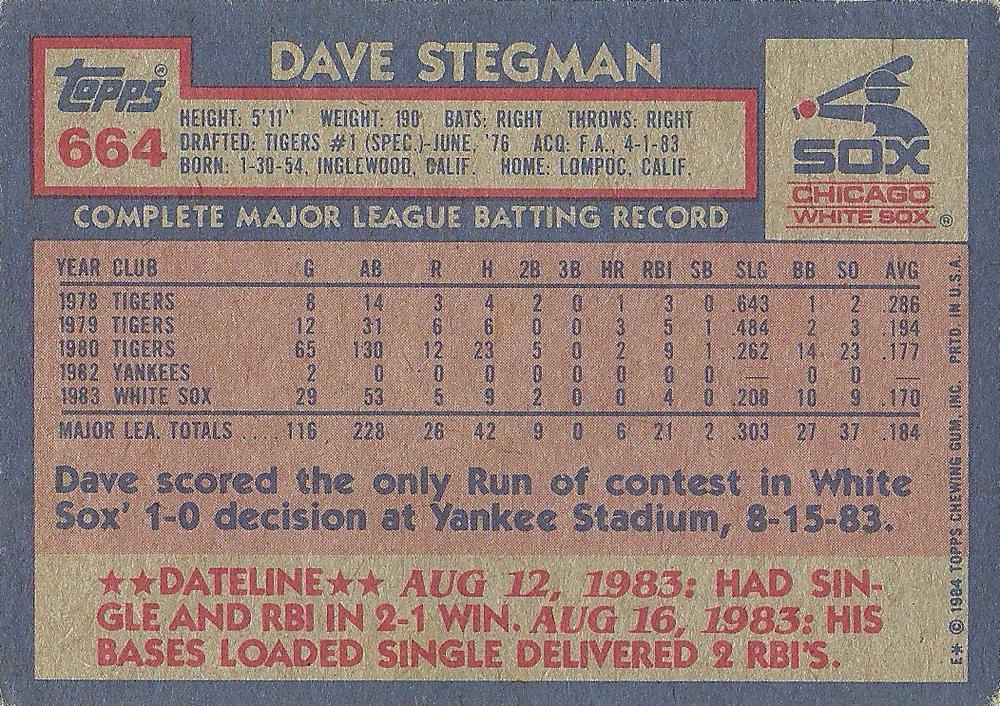 DAVE STEGMAN
topps®
664
HEIGHT: 5'11" WEIGHT: 190 BATS: RIGHT THROWS: RIGHT
DRAFTED: TIGERS #1 (SPEC.)-JUNE, '76 ACQ: F.A., 4-1-83
BORN: 1-30-54, INGLEWOOD, CALIF. HOME: LOMPOC, CALIF.
SOX
CHICAGO
WHITE SOX ®
COMPLETE MAJOR LEAGUE BATTING RECORD
YEAR CLUB G AB R H 2B 3B HR RBI SB SLG BB SO AVG
1978 TIGERS 8 14 3 4 2 0 1 3 0 .643 1 2 .286
1979 TIGERS 12 31 6 6 0 0 3 5 1 .484 2 3 .194
1980 TIGERS 65 130 12 23 5 0 2 9 1 .262 14 23 .177
1982 YANKEES 2 0 0 0 0 0 0 0 0 — 0 0 —
1983 WHITE SOX 29 53 5 9 2 0 0 4 0 .208 10 9 .170
MAJOR LEA. TOTALS .... 116 228 26 42 9 0 6 21 2 .303 27 37 .184
Dave scored the only Run of contest in White
Sox' 1-0 decision at Yankee Stadium, 8-15-83.
★★DATELINE★★ AUG 12, 1983: HAD SIN-
GLE AND RBI IN 2-1 WIN. AUG 16, 1983: HIS
BASES LOADED SINGLE DELIVERED 2 RBI'S.
E* © 1984 TOPPS CHEWING GUM, INC. PRTD. IN U.S.A.